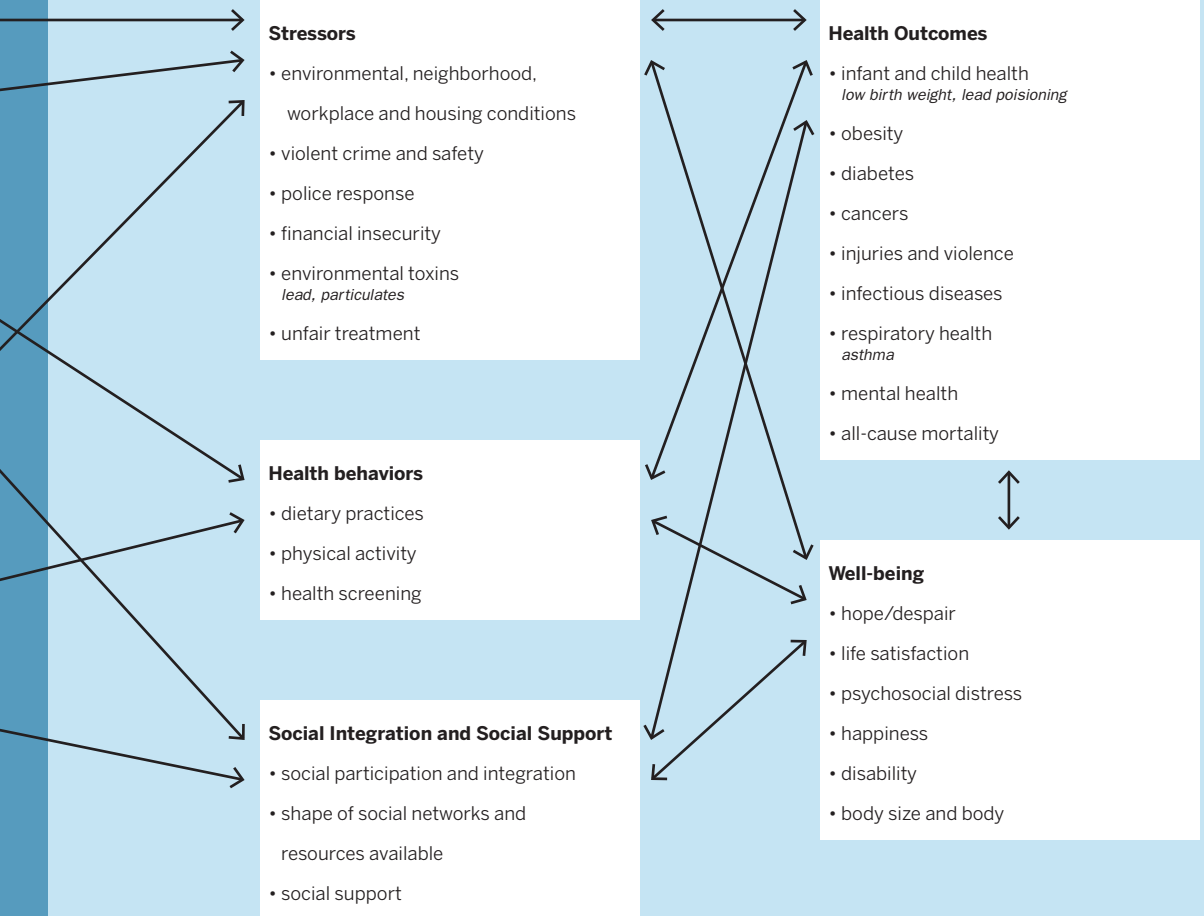 Stressors
• environmental, neighborhood,
workplace and housing conditions
• violent crime and safety
• police response
• financial insecurity
• environmental toxins
lead, particulates
• unfair treatment
Health behaviors
• dietary practices
• physical activity
• health screening
Social Integration and Social Support
• social participation and integration
• shape of social networks and
resources available
• social support
Health Outcomes
• infant and child health
low birth weight, lead poisioning
• obesity
• diabetes
• cancers
• injuries and violence
• infectious diseases
• respiratory health
asthma
• mental health
• all-cause mortality
Well-being
• hope/despair
• life satisfaction
• psychosocial distress
• happiness
• disability
• body size and body